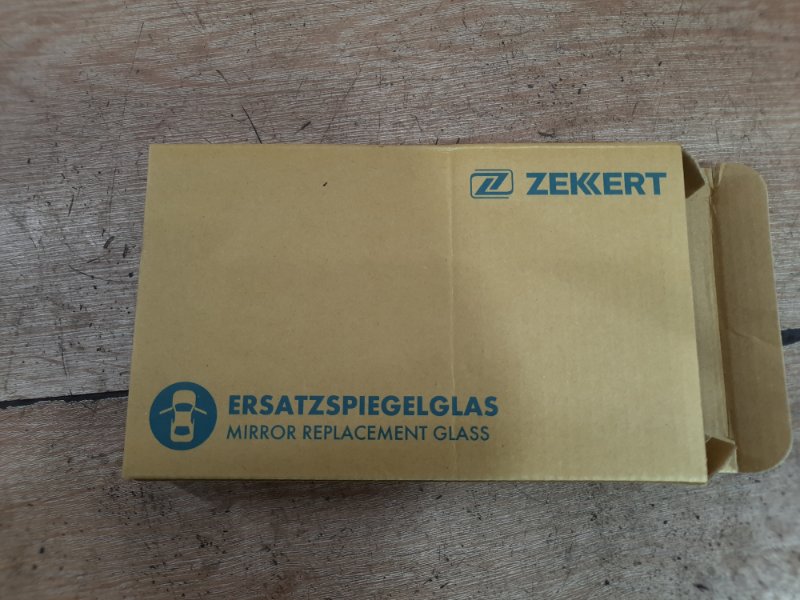 ZEKKERT
ERSATZSPIEGELGLAS
MIRROR REPLACEMENT GLASS